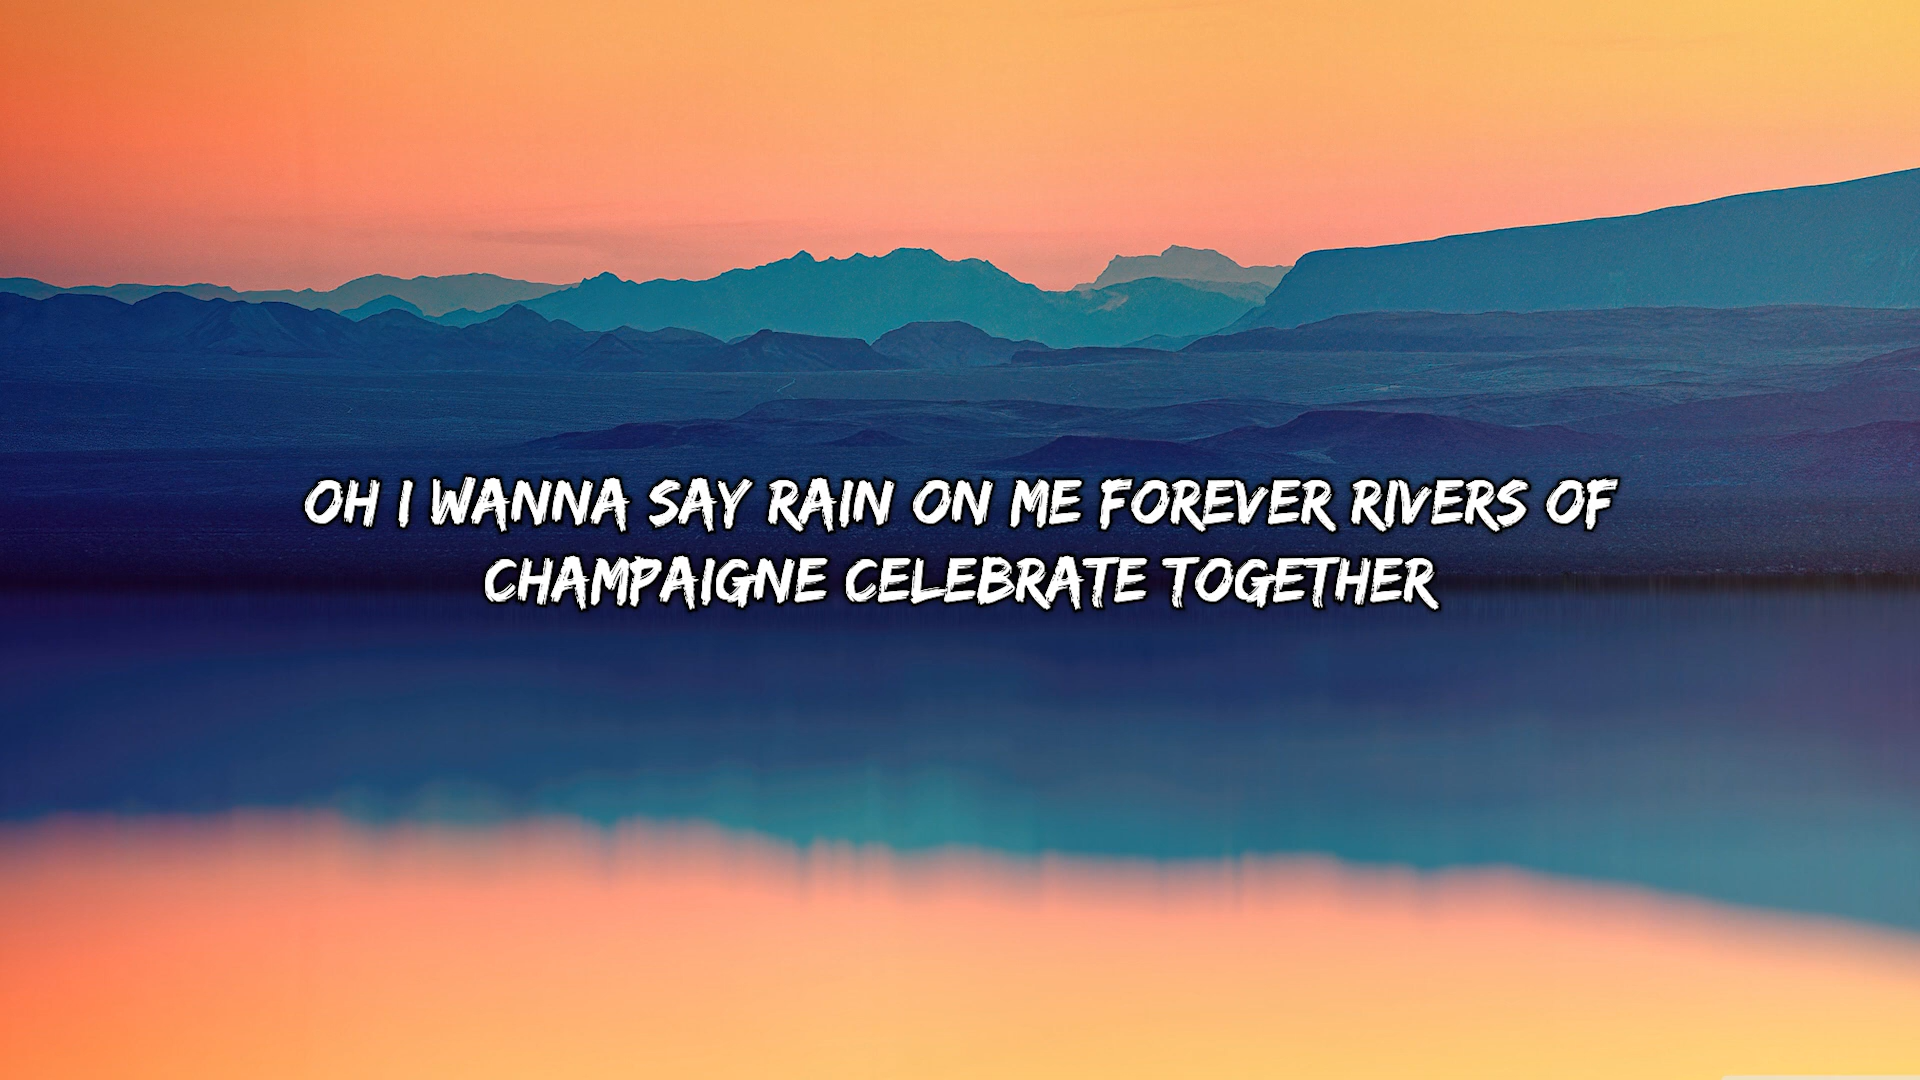 OH I WANNA SAY RAIN ON ME FOREVER RIVERS OF
CHAMPAIGNE CELEBRATE TOGETHER